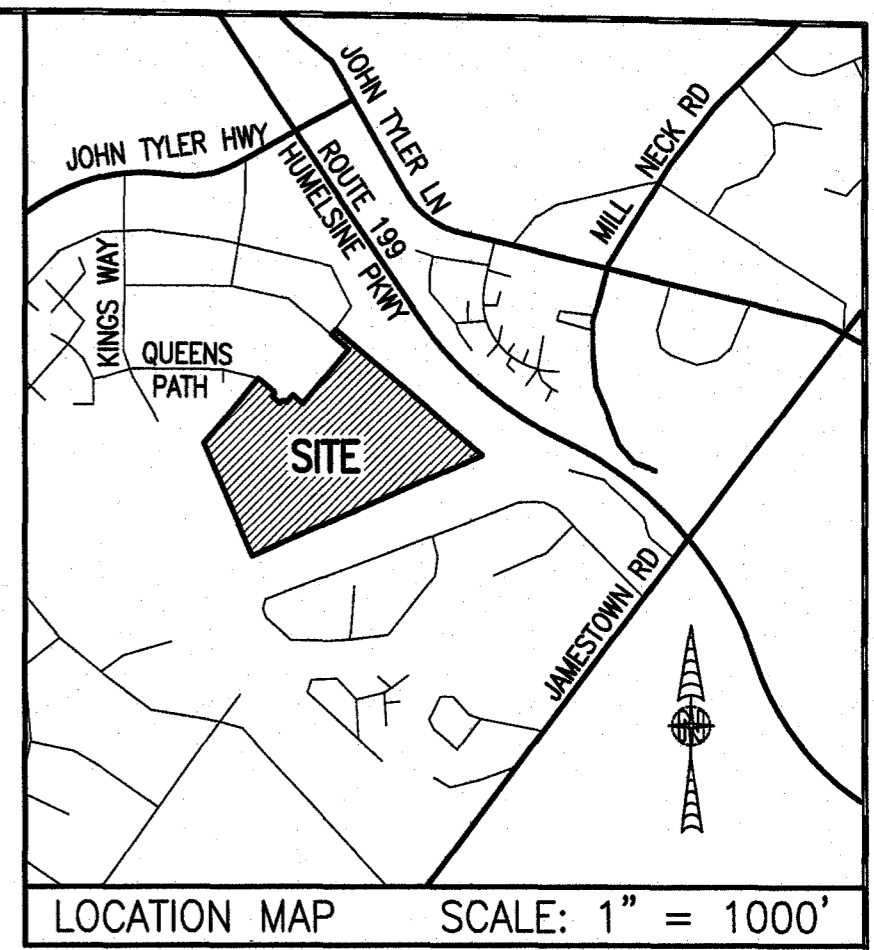 JOHN TYLER HWY
ROUTE 199
HUMELSINE PKWY
JOHN TYLER LN
MILL NECK RD
KINGS WAY
QUEENS
PATH
SITE
JAMESTOWN RD
LOCATION MAP SCALE: 1" = 1000'